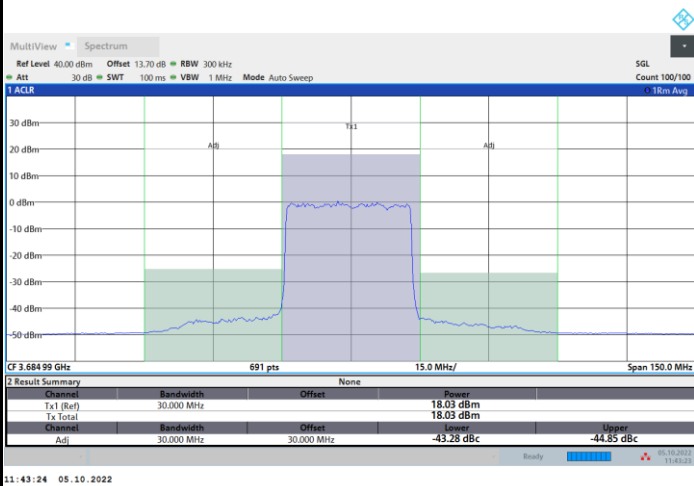 MultiView Spectrum
Ref Level 40.00 dBm Offset 13.70 dB RBW 300 kHz SGL
Att 30 dB SWT 100 ms VBW 1 MHz Mode Auto Sweep Count 100/100
1 ACLR 1Rm Avg
30 dBm
Tx1
20 dBm
Adj Adj
10 dBm
0 dBm
-10 dBm
-20 dBm
-30 dBm
-40 dBm
-50 dBm
CF 3.684 99 GHz 691 pts 15.0 MHz/ Span 150.0 MHz
2 Result Summary None
Channel Bandwidth Offset Power
Tx1 (Ref) 30.000 MHz 18.03 dBm
Tx Total 18.03 dBm
Channel Bandwidth Offset Lower Upper
Adj 30.000 MHz 30.000 MHz -43.28 dBc -44.85 dBc
Ready 05.10.2022
11:43:23
11:43:24 05.10.2022